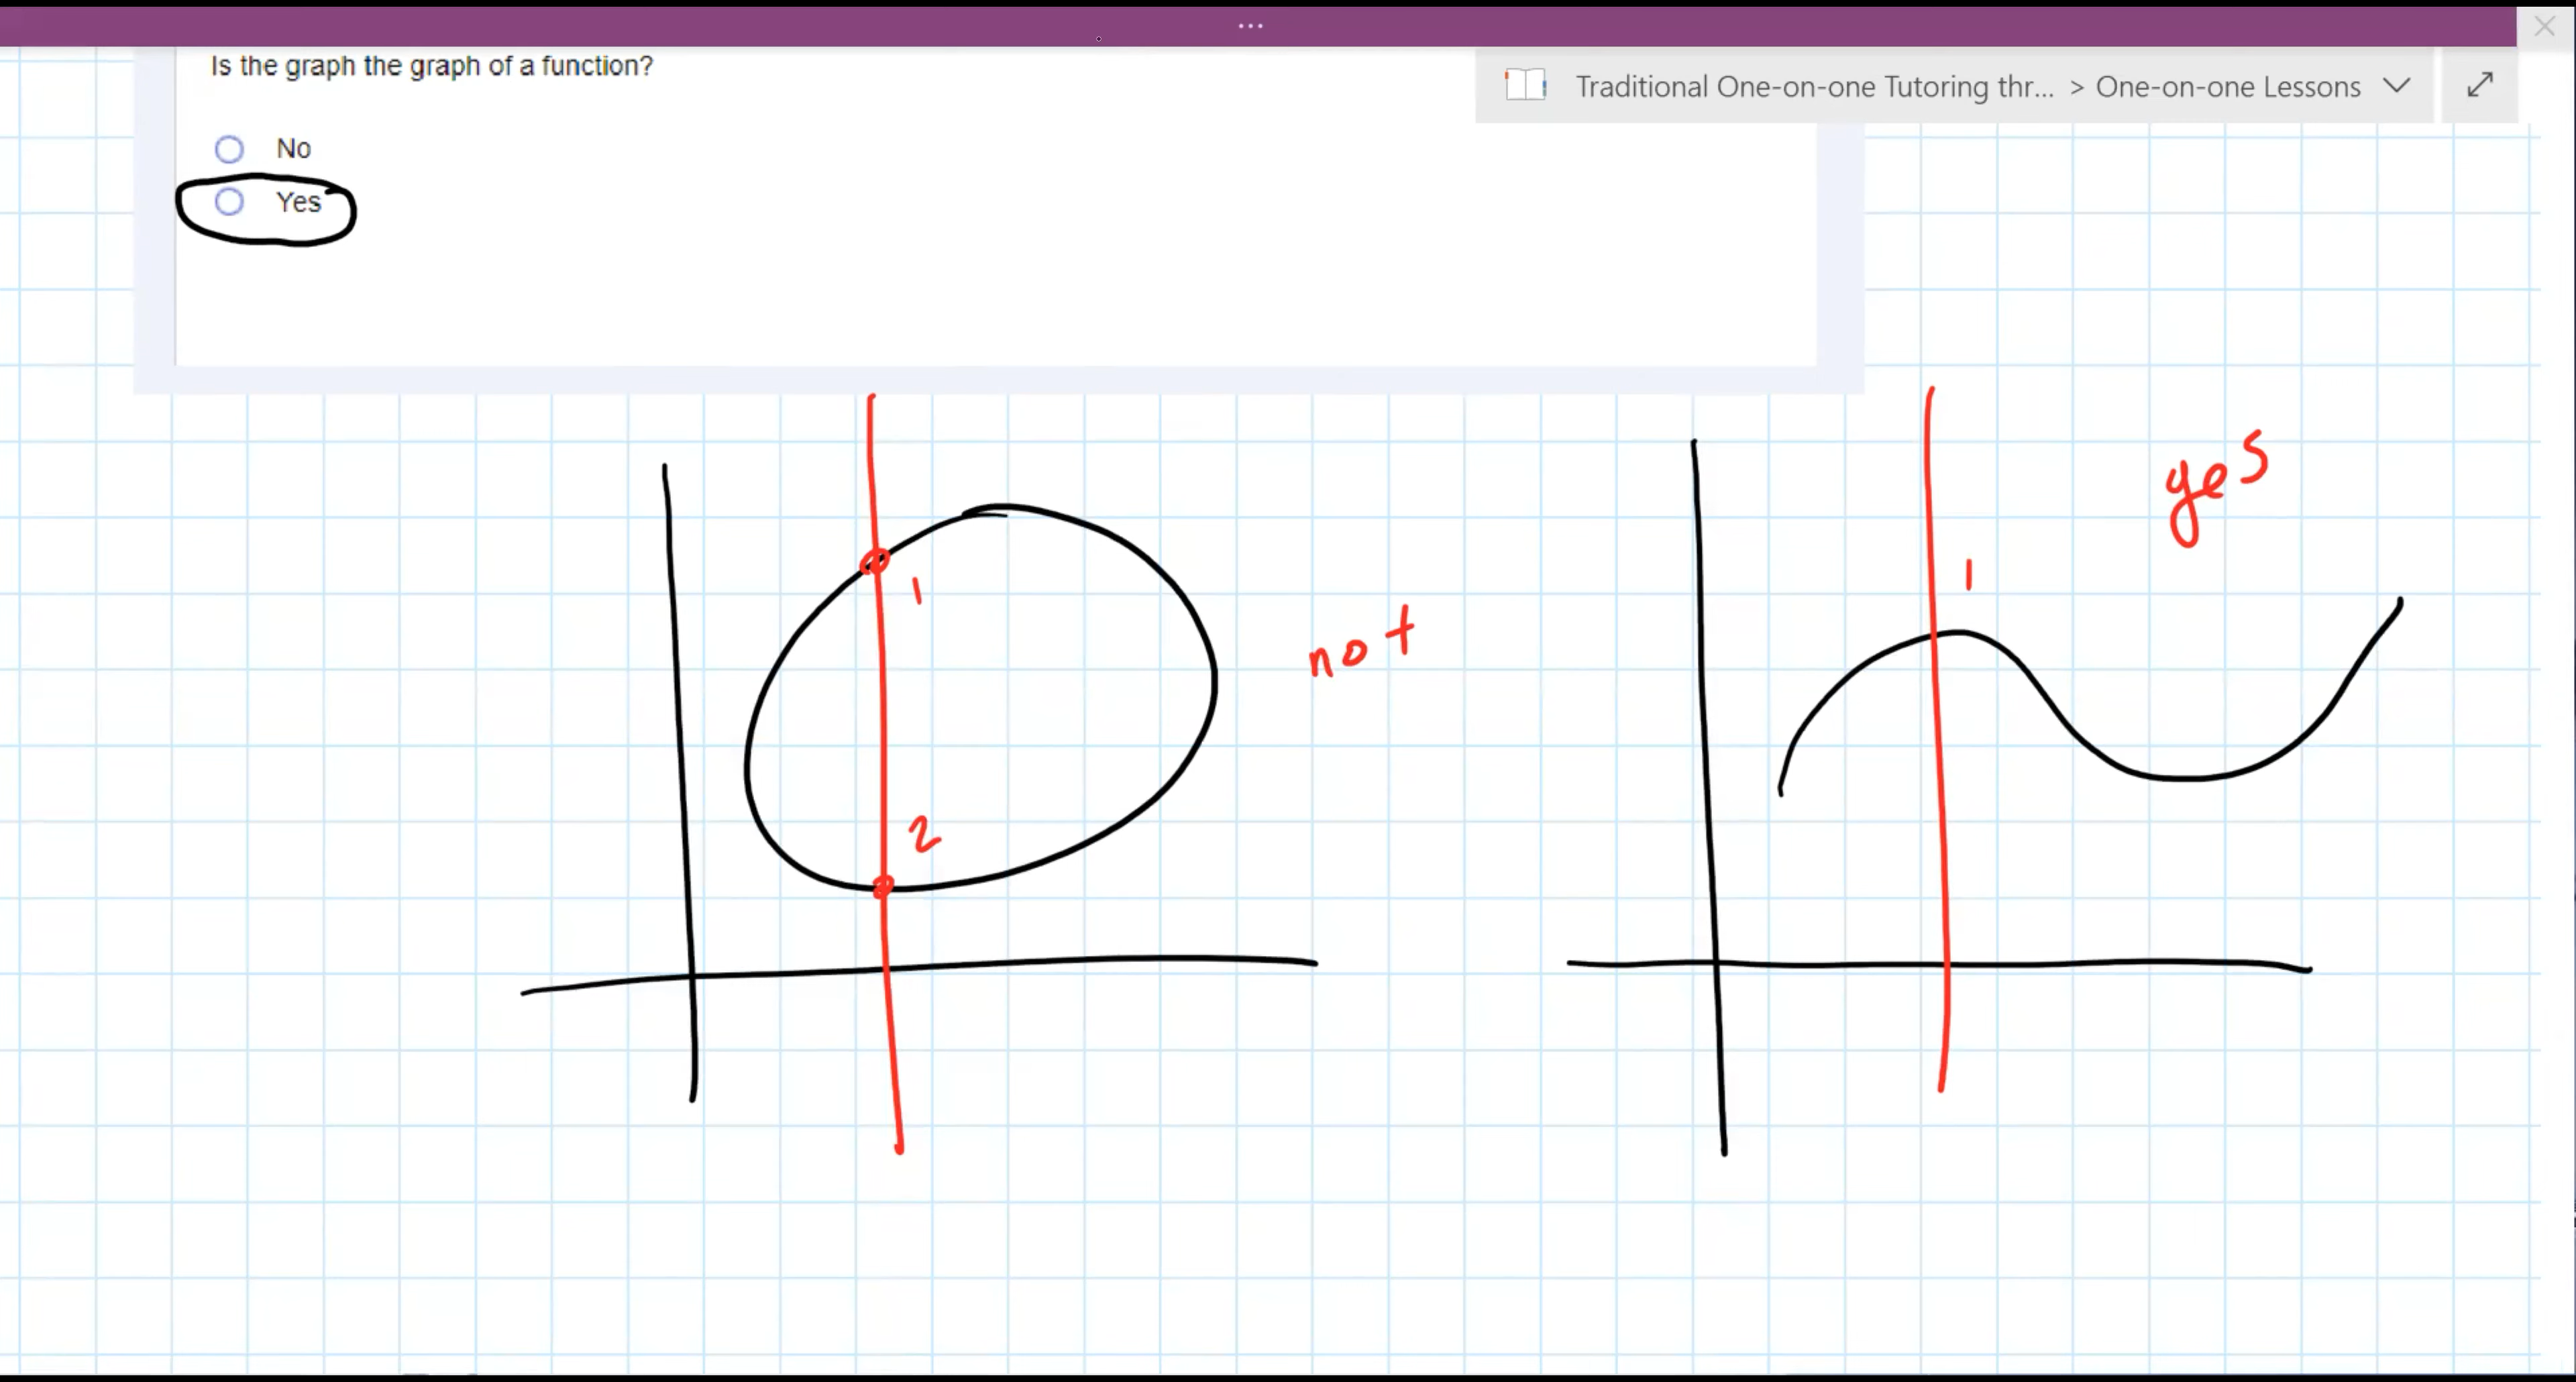 Is the graph the graph of a function?
Traditional One-on-one Tutoring thr... > One-on-one Lessons
No
Yes
yes
1
1
not
2